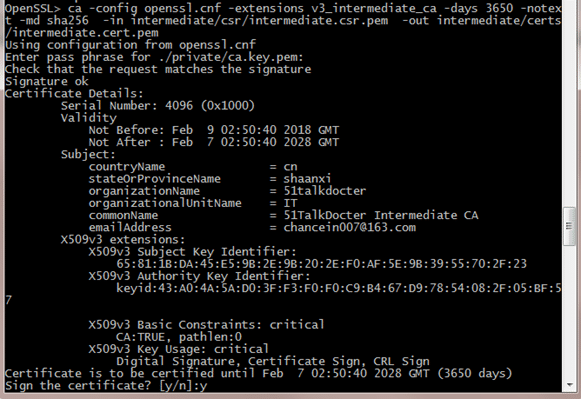 OpenSSL> ca -config openssl.cnf -extensions v3_intermediate_ca -days 3650 -notex
t -md sha256  -in intermediate/csr/intermediate.csr.pem  -out intermediate/certs
/intermediate.cert.pem
Using configuration from openssl.cnf
Enter pass phrase for ./private/ca.key.pem:
Check that the request matches the signature
Signature ok
Certificate Details:
        Serial Number: 4096 (0x1000)
        Validity
            Not Before: Feb  9 02:50:40 2018 GMT
            Not After : Feb  7 02:50:40 2028 GMT
        Subject:
            countryName               = cn
            stateOrProvinceName       = shaanxi
            organizationName          = 51talkdocter
            organizationalUnitName    = IT
            commonName                = 51TalkDocter Intermediate CA
            emailAddress              = chancein007@163.com
        X509v3 extensions:
            X509v3 Subject Key Identifier:
                65:81:1B:DA:45:E5:9B:2E:9B:20:2E:F0:AF:5E:9B:39:55:70:2F:23
            X509v3 Authority Key Identifier:
                keyid:43:A0:4A:5A:D0:3F:F3:F0:F0:C9:B4:67:D9:78:54:08:2F:05:BF:5
7
            X509v3 Basic Constraints: critical
                CA:TRUE, pathlen:0
            X509v3 Key Usage: critical
                Digital Signature, Certificate Sign, CRL Sign
Certificate is to be certified until Feb  7 02:50:40 2028 GMT (3650 days)
Sign the certificate? [y/n]:y